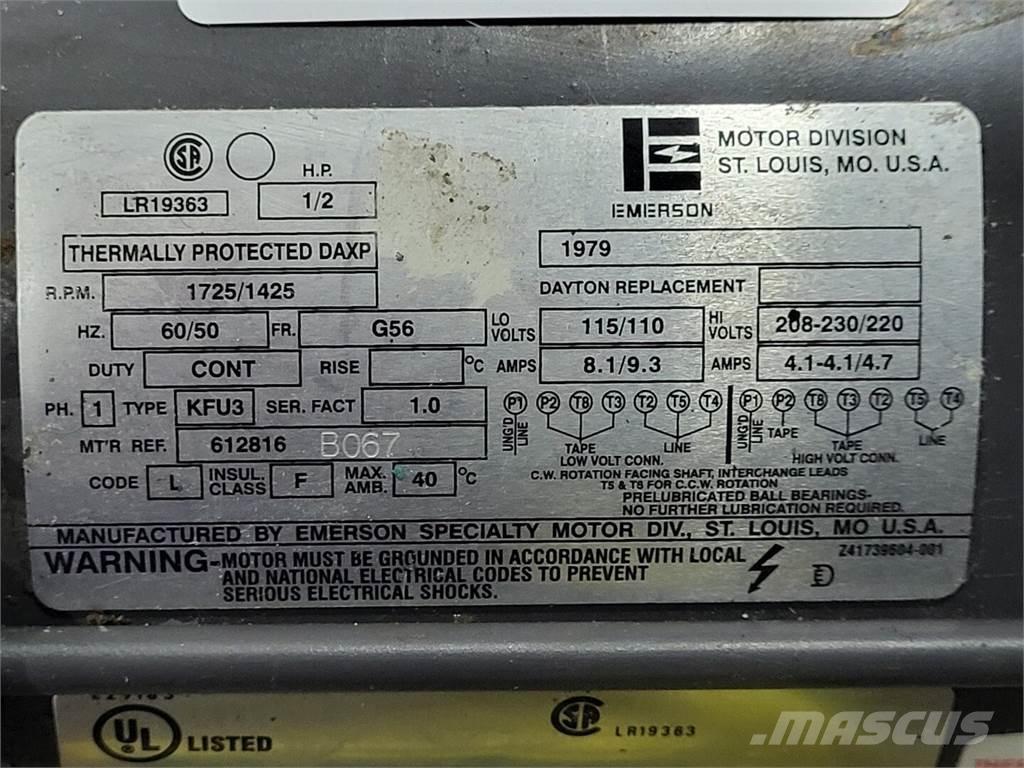 SA
LR19363
H.P.
1/2
E
EMERSON
MOTOR DIVISION
ST. LOUIS, MO. U.S.A.
THERMALLY PROTECTED DAXP
1979
R.P.M. 1725/1425
DAYTON REPLACEMENT
HZ. 60/50 FR. G56
LO VOLTS 115/110 HI VOLTS 208-230/220
DUTY CONT RISE °C AMPS 8.1/9.3 AMPS 4.1-4.1/4.7
PH. 1 TYPE KFU3 SER. FACT 1.0
P1 P2 T8 T3 T2 T5 T4 P1 P2 T8 T3 T2 T5 T4
UNG'D LINE TAPE LINE UNG'D LINE TAPE TAPE LINE
LOW VOLT CONN. HIGH VOLT CONN.
MT'R REF. 612816 B067
C.W. ROTATION FACING SHAFT, INTERCHANGE LEADS
T5 & T8 FOR C.C.W. ROTATION
CODE L INSUL. CLASS F MAX. AMB. 40 °C
PRELUBRICATED BALL BEARINGS-
NO FURTHER LUBRICATION REQUIRED.
MANUFACTURED BY EMERSON SPECIALTY MOTOR DIV., ST. LOUIS, MO U.S.A.
WARNING-MOTOR MUST BE GROUNDED IN ACCORDANCE WITH LOCAL
AND NATIONAL ELECTRICAL CODES TO PREVENT
SERIOUS ELECTRICAL SHOCKS.
Z41739604-001
UL LISTED
SA
LR19363
MASCUS